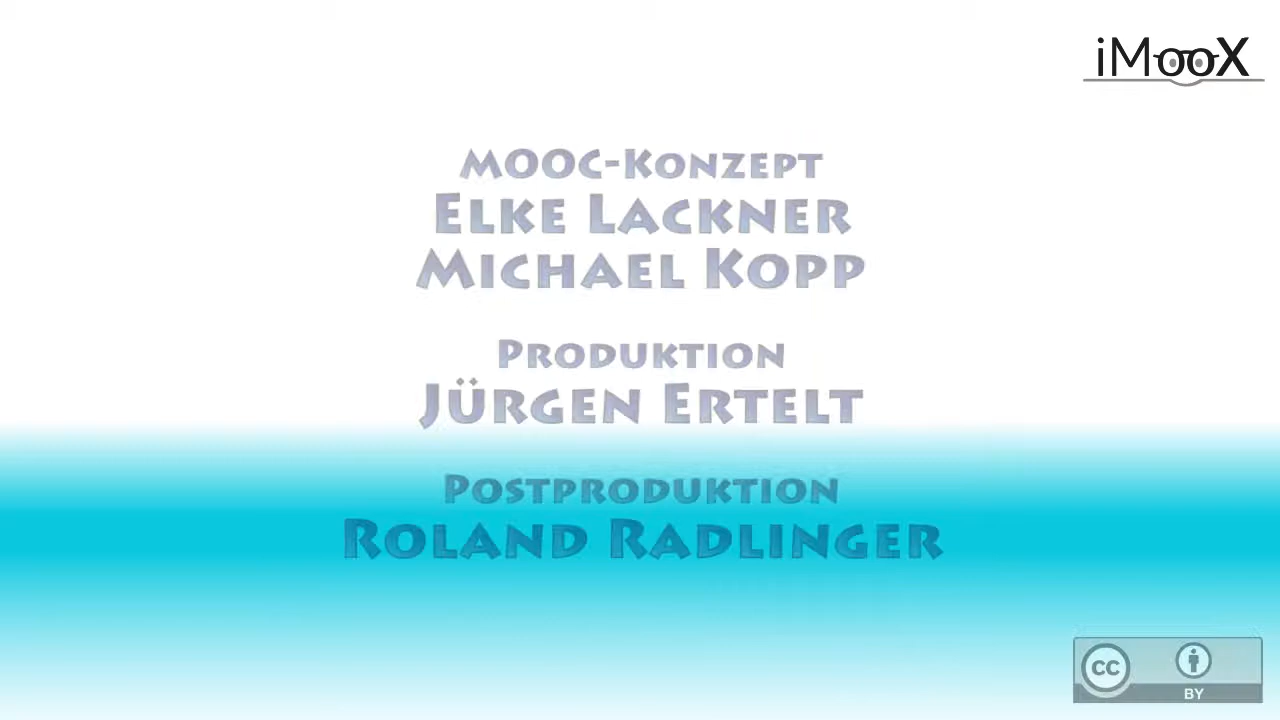 iMooX
MOOC-Konzept
Elke Lackner
Michael Kopp
Produktion
Jürgen Ertelt
Postproduktion
Roland Radlinger
cc
BY